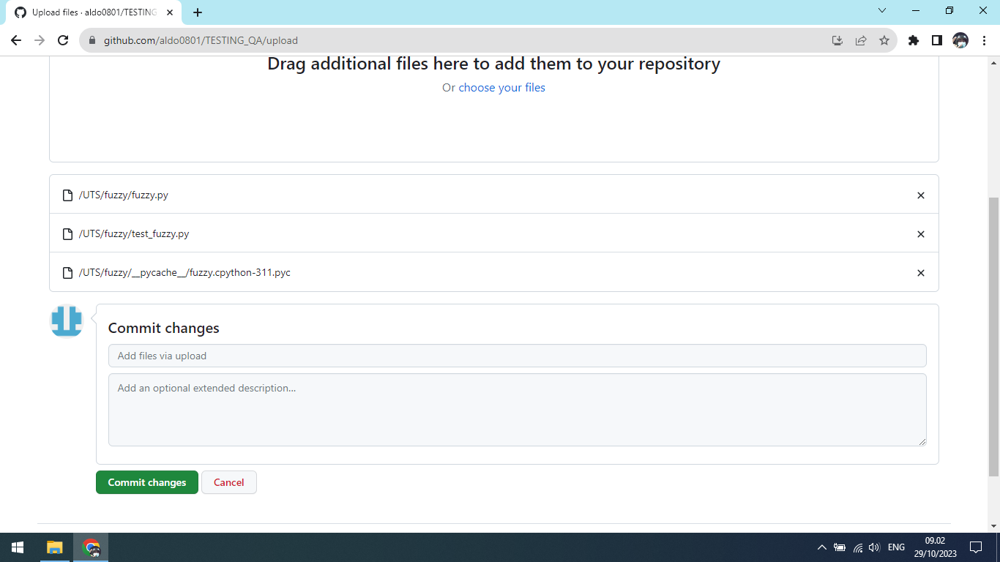 Upload files · aldo0801/TESTING
github.com/aldo0801/TESTING_QA/upload
Drag additional files here to add them to your repository
Or choose your files
/UTS/fuzzy/fuzzy.py
/UTS/fuzzy/test_fuzzy.py
/UTS/fuzzy/__pycache__/fuzzy.cpython-311.pyc
Commit changes
Add files via upload
Add an optional extended description...
Commit changes
Cancel
ENG
09.02
29/10/2023